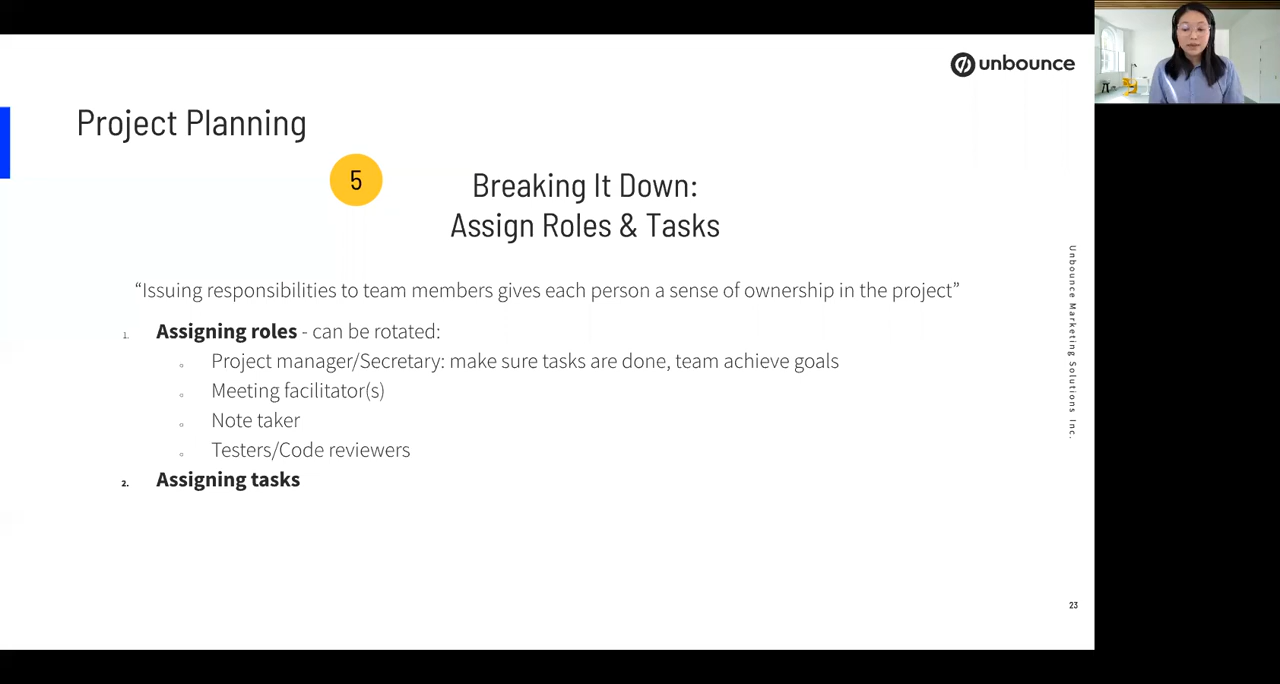 unbounce
Project Planning
5
Breaking It Down:
Assign Roles & Tasks
“Issuing responsibilities to team members gives each person a sense of ownership in the project”
1. Assigning roles - can be rotated:
Project manager/Secretary: make sure tasks are done, team achieve goals
Meeting facilitator(s)
Note taker
Testers/Code reviewers
2. Assigning tasks
Unbounce Marketing Solutions Inc.
23